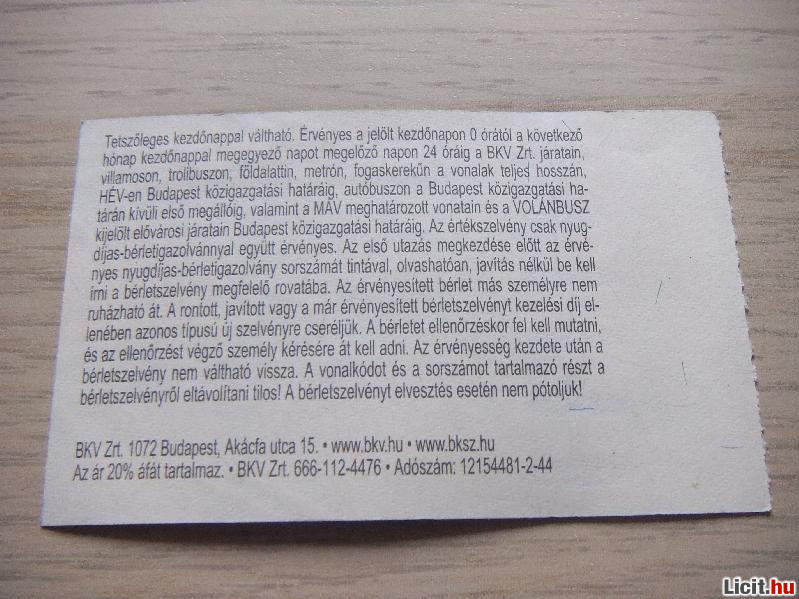 Tetszőleges kezdőnappal váltható. Érvényes a jelölt kezdőnapon 0 órától a következő
hónap kezdőnappal megegyező napot megelőző napon 24 óráig a BKV Zrt. járatain,
villamoson, trolibuszon, földalattin, metrón, fogaskerekűn a vonalak teljes hosszán,
HÉV-en Budapest közigazgatási határáig, autóbuszon a Budapest közigazgatási ha-
tárán kívüli első megállóig, valamint a MÁV meghatározott vonatain és a VOLÁNBUSZ
kijelölt elővárosi járatain Budapest közigazgatási határáig. Az értékszelvény csak nyug-
díjas-bérletigazolvánnyal együtt érvényes. Az első utazás megkezdése előtt az érvé-
nyes nyugdíjas-bérletigazolvány sorszámát tintával, olvashatóan, javítás nélkül be kell
írni a bérletszelvény megfelelő rovatába. Az érvényesített bérlet más személyre nem
ruházható át. A rontott, javított vagy a már érvényesített bérletszelvényt kezelési díj el-
lenében azonos típusú új szelvényre cseréljük. A bérletet ellenőrzéskor fel kell mutatni,
és az ellenőrzést végző személy kérésére át kell adni. Az érvényesség kezdete után a
bérletszelvény nem váltható vissza. A vonalkódot és a sorszámot tartalmazó részt a
bérletszelvényről eltávolítani tilos! A bérletszelvényt elvesztés esetén nem pótoljuk!
BKV Zrt. 1072 Budapest, Akácfa utca 15. • www.bkv.hu • www.bksz.hu
Az ár 20% áfát tartalmaz. • BKV Zrt. 666-112-4476 • Adószám: 12154481-2-44
Licit.hu